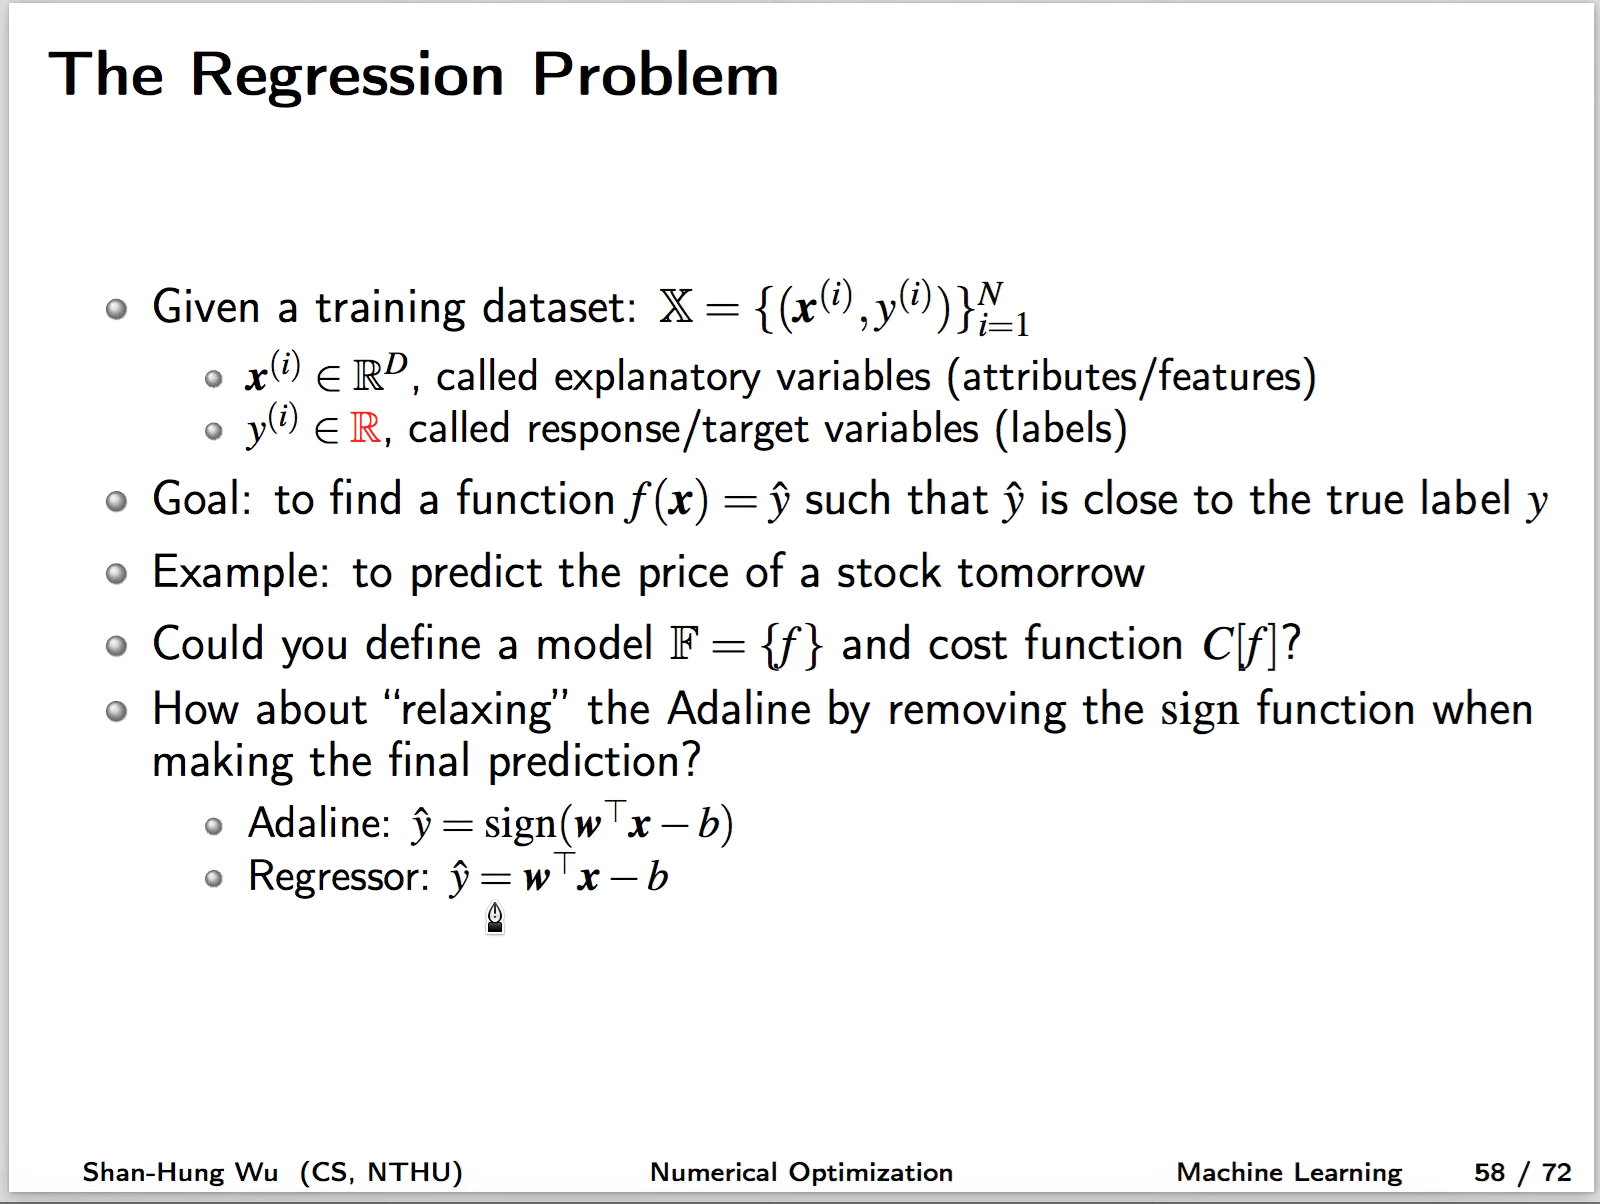 The Regression Problem
Given a training dataset: 𝕏 = {(𝒙⁽ⁱ⁾, y⁽ⁱ⁾)}ᴺᵢ₌₁
𝒙⁽ⁱ⁾ ∈ ℝᴰ, called explanatory variables (attributes/features)
y⁽ⁱ⁾ ∈ ℝ, called response/target variables (labels)
Goal: to find a function f(𝒙) = ŷ such that ŷ is close to the true label y
Example: to predict the price of a stock tomorrow
Could you define a model 𝔽 = {f} and cost function C[f]?
How about “relaxing” the Adaline by removing the sign function when
making the final prediction?
Adaline: ŷ = sign(𝒘⊤𝒙 − b)
Regressor: ŷ = 𝒘⊤𝒙 − b
Shan-Hung Wu (CS, NTHU) Numerical Optimization Machine Learning 58 / 72